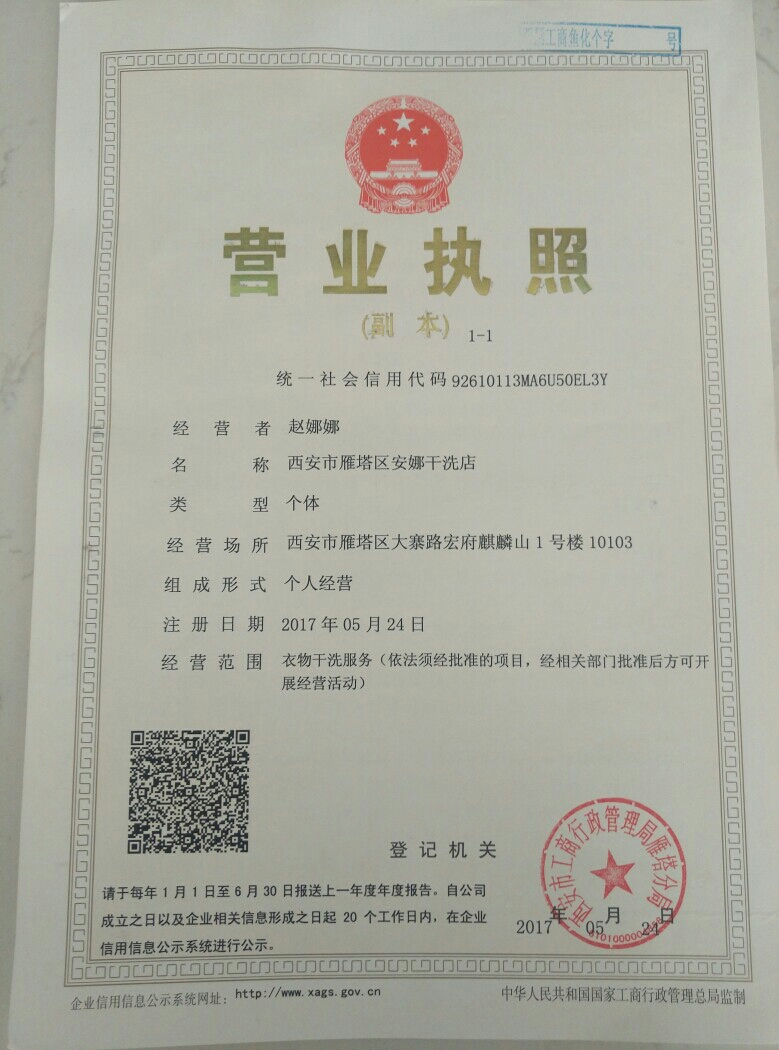 工商鱼化个字 号
营业执照
(副本) 1-1
统一社会信用代码 92610113MA6U50EL3Y
经营者 赵娜娜
名称 西安市雁塔区安娜干洗店
类型 个体
经营场所 西安市雁塔区大寨路宏府麒麟山1号楼10103
组成形式 个人经营
注册日期 2017年05月24日
经营范围 衣物干洗服务（依法须经批准的项目，经相关部门批准后方可开
展经营活动）
登记机关
西安市工商行政管理局雁塔分局
2017年05月24日
请于每年1月1日至6月30日报送上一年度年度报告。自公司
成立之日以及企业相关信息形成之日起20个工作日内，在企业
信用信息公示系统进行公示。
企业信用信息公示系统网址：http://www.xags.gov.cn
中华人民共和国国家工商行政管理总局监制